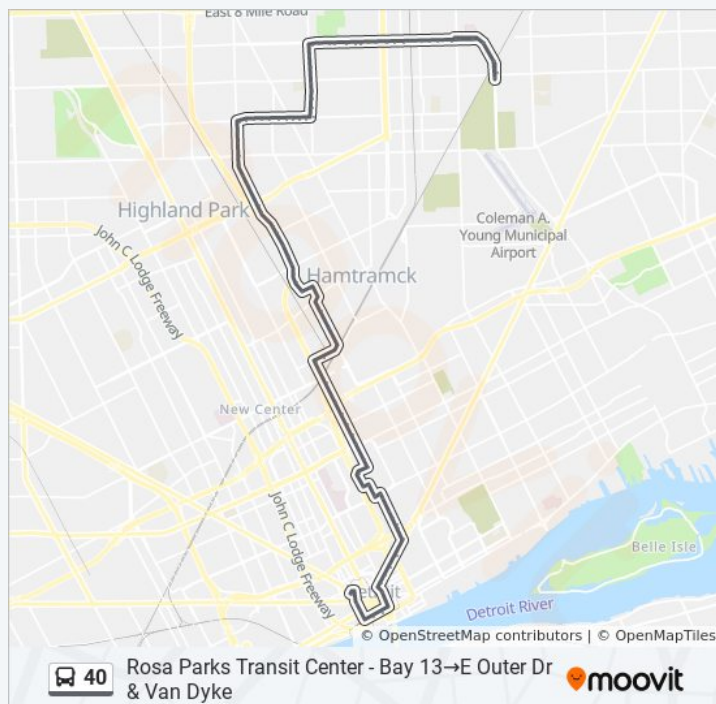 East 8 Mile Road
Highland Park
Coleman A.
Young Municipal
Airport
John C Lodge Freeway
Hamtramck
New Center
John C Lodge Freeway
Belle Isle
Detroit River
© OpenStreetMap contributors | © OpenMapTiles
40
Rosa Parks Transit Center - Bay 13→E Outer Dr
& Van Dyke
moovit